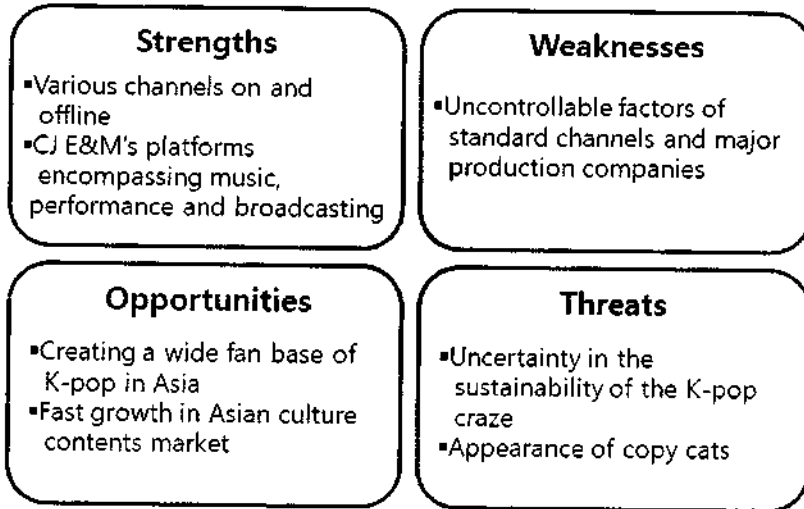 Strengths
▪Various channels on and
offline
▪CJ E&M's platforms
encompassing music,
performance and broadcasting
Weaknesses
▪Uncontrollable factors of
standard channels and major
production companies
Opportunities
▪Creating a wide fan base of
K-pop in Asia
▪Fast growth in Asian culture
contents market
Threats
▪Uncertainty in the
sustainability of the K-pop
craze
▪Appearance of copy cats